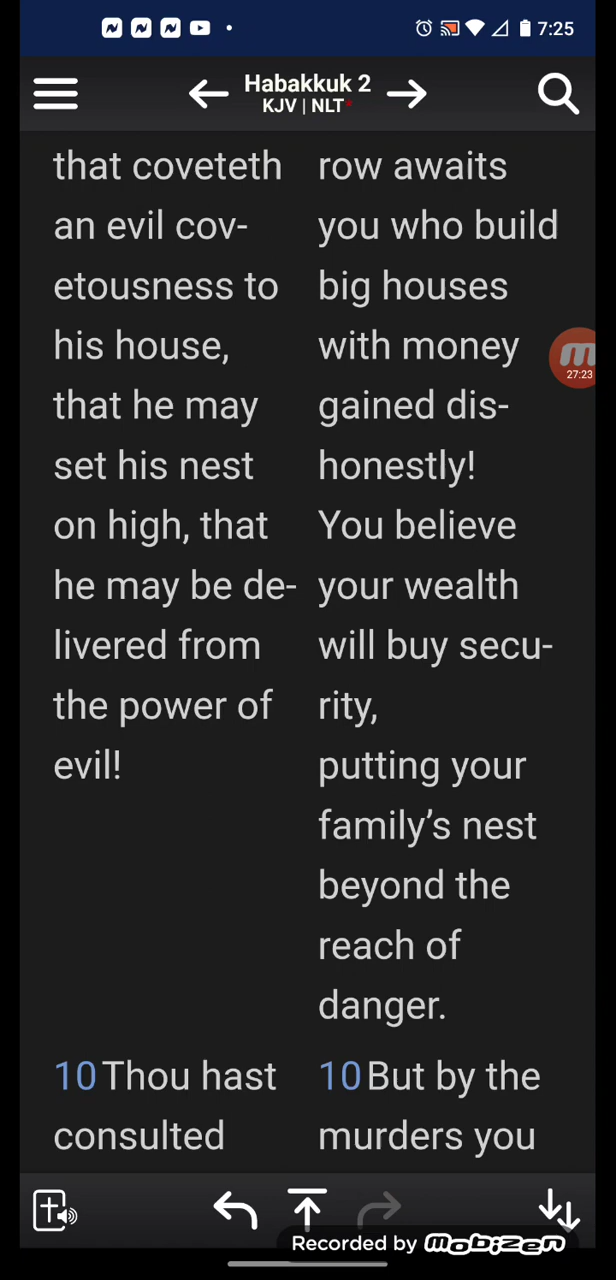 7:25
Habakkuk 2
KJV | NLT*
that coveteth
an evil cov-
etousness to
his house,
that he may
set his nest
on high, that
he may be de-
livered from
the power of
evil!
10 Thou hast
consulted
row awaits
you who build
big houses
with money
gained dis-
honestly!
You believe
your wealth
will buy secu-
rity,
putting your
family’s nest
beyond the
reach of
danger.
10 But by the
murders you
27:23
Recorded by mobizen